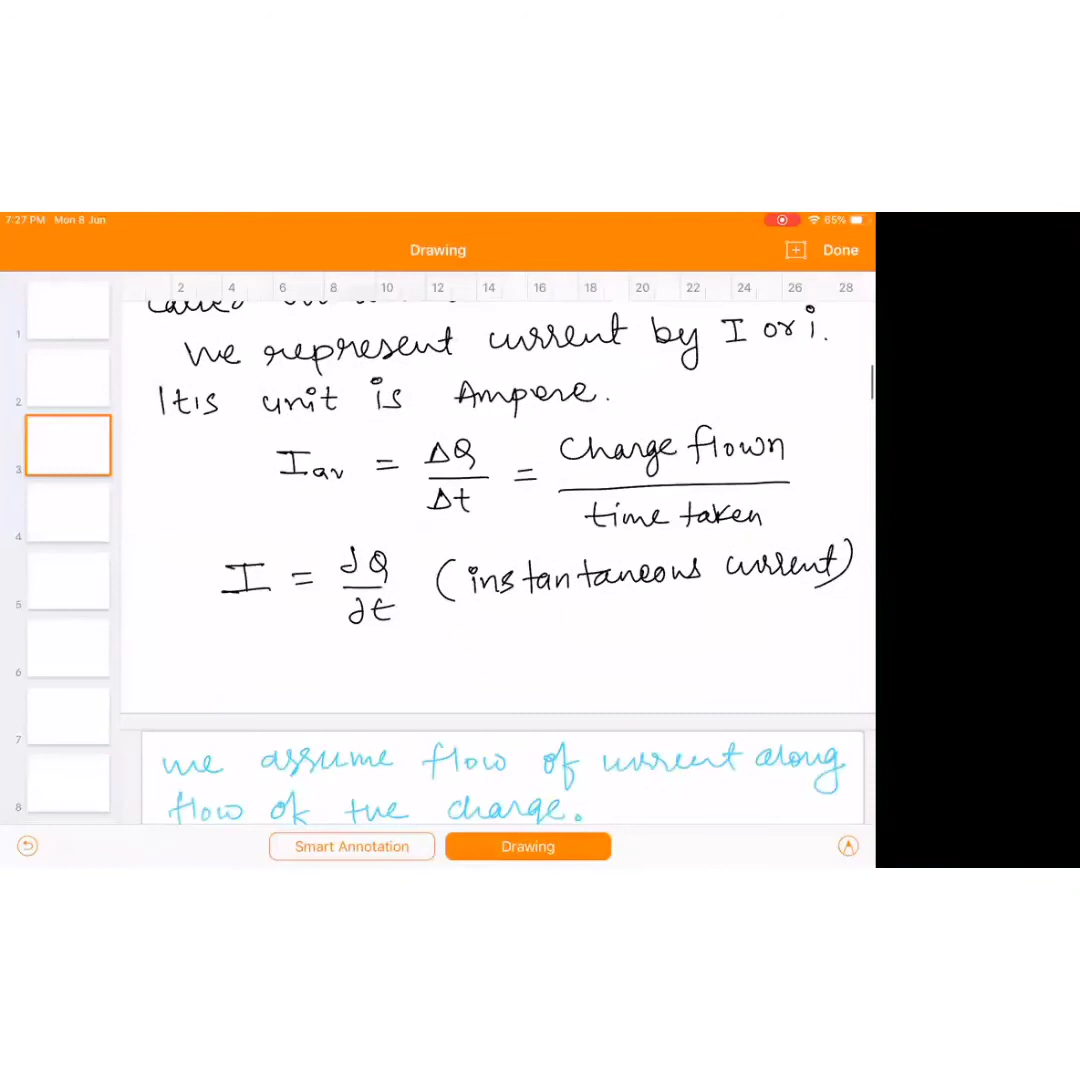 7:27 PM Mon 8 Jun
65%
Drawing
Done
2 4 6 8 10 12 14 16 18 20 22 24 26 28
called
We represent current by I or i.
Itis unit is Ampere.
Iav = ΔQ/Δt = Charge flown/time taken
I = dQ/dt (instantaneous current)
we assume flow of current along
flow of the charge.
1
2
3
4
5
6
7
8
Smart Annotation
Drawing